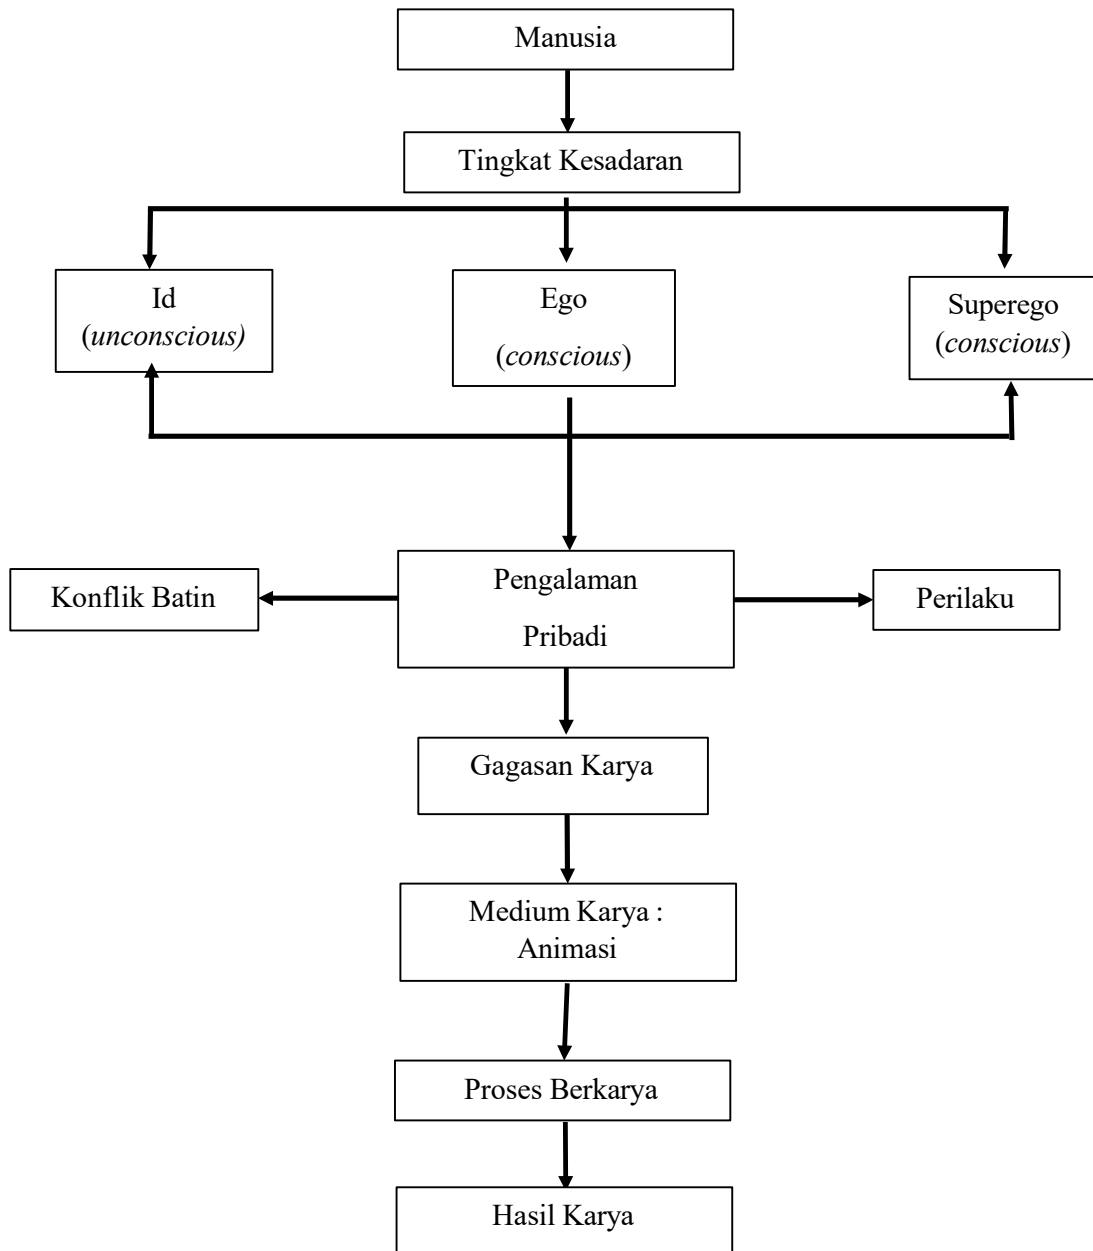 Manusia
Tingkat Kesadaran
Id
(unconscious)
Ego
(conscious)
Superego
(conscious)
Konflik Batin
Pengalaman
Pribadi
Perilaku
Gagasan Karya
Medium Karya :
Animasi
Proses Berkarya
Hasil Karya